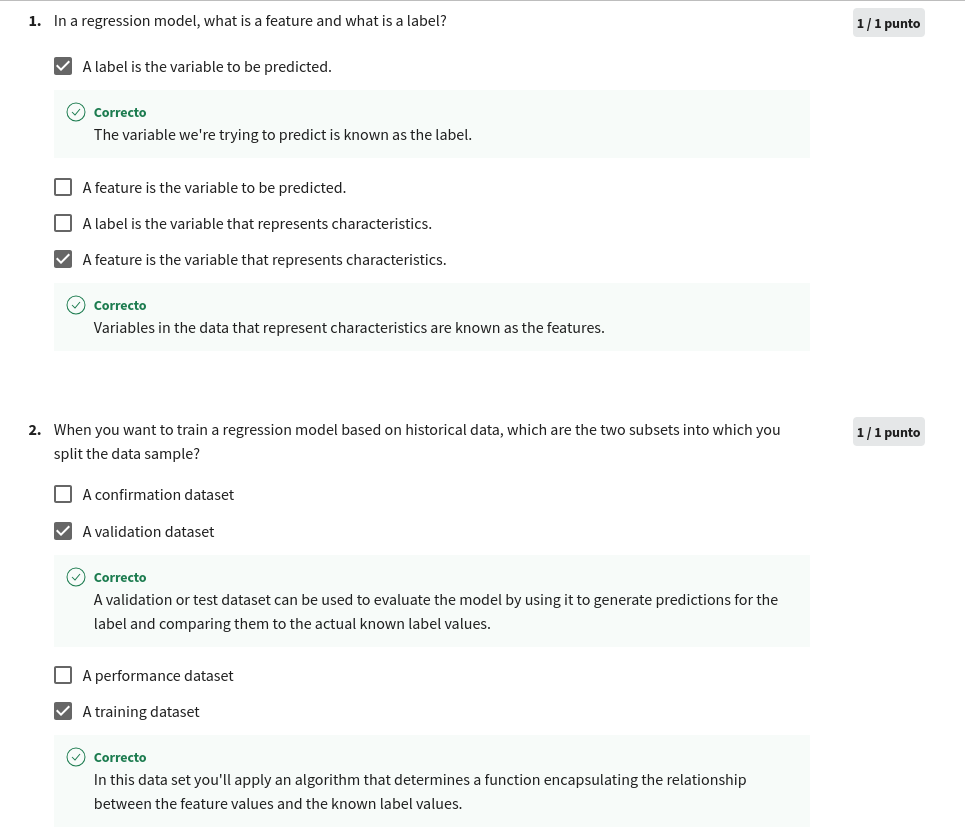 1. In a regression model, what is a feature and what is a label?
1 / 1 punto
A label is the variable to be predicted.
Correcto
The variable we're trying to predict is known as the label.
A feature is the variable to be predicted.
A label is the variable that represents characteristics.
A feature is the variable that represents characteristics.
Correcto
Variables in the data that represent characteristics are known as the features.
2. When you want to train a regression model based on historical data, which are the two subsets into which you
split the data sample?
1 / 1 punto
A confirmation dataset
A validation dataset
Correcto
A validation or test dataset can be used to evaluate the model by using it to generate predictions for the
label and comparing them to the actual known label values.
A performance dataset
A training dataset
Correcto
In this data set you'll apply an algorithm that determines a function encapsulating the relationship
between the feature values and the known label values.